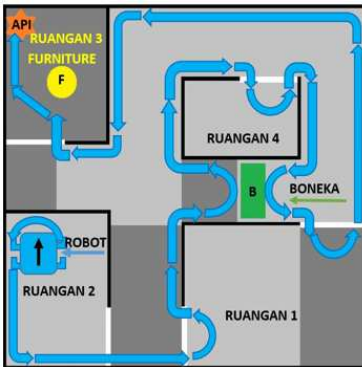 API
RUANGAN 3
FURNITURE
F
RUANGAN 4
B
BONEKA
ROBOT
RUANGAN 2
RUANGAN 1